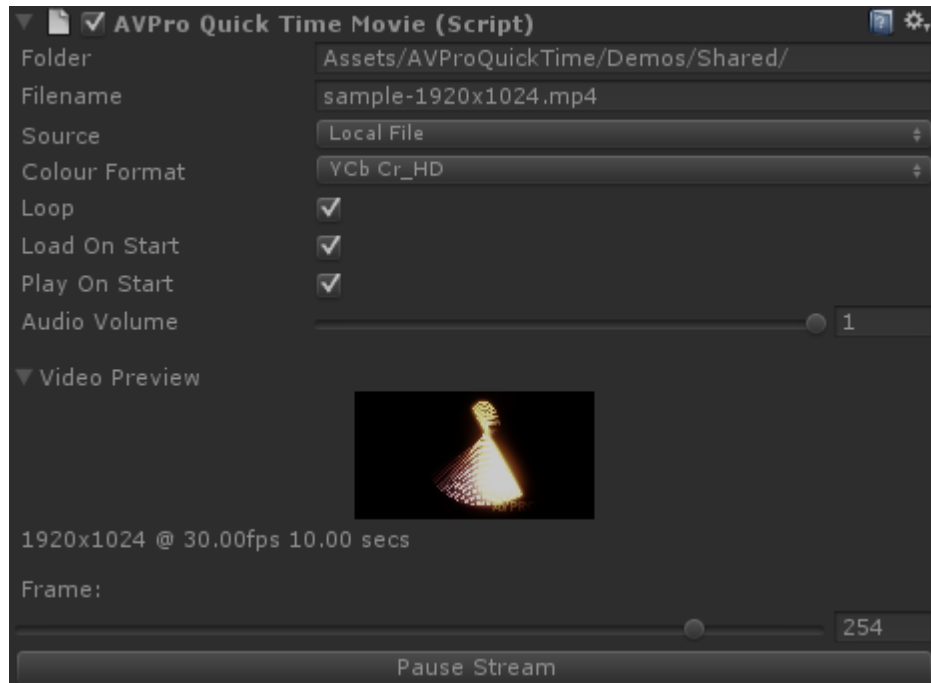 AVPro Quick Time Movie (Script)
Folder Assets/AVProQuickTime/Demos/Shared/
Filename sample-1920x1024.mp4
Source Local File
Colour Format YCb Cr_HD
Loop
Load On Start
Play On Start
Audio Volume 1
Video Preview
AVPR
1920x1024 @ 30.00fps 10.00 secs
Frame:
254
Pause Stream